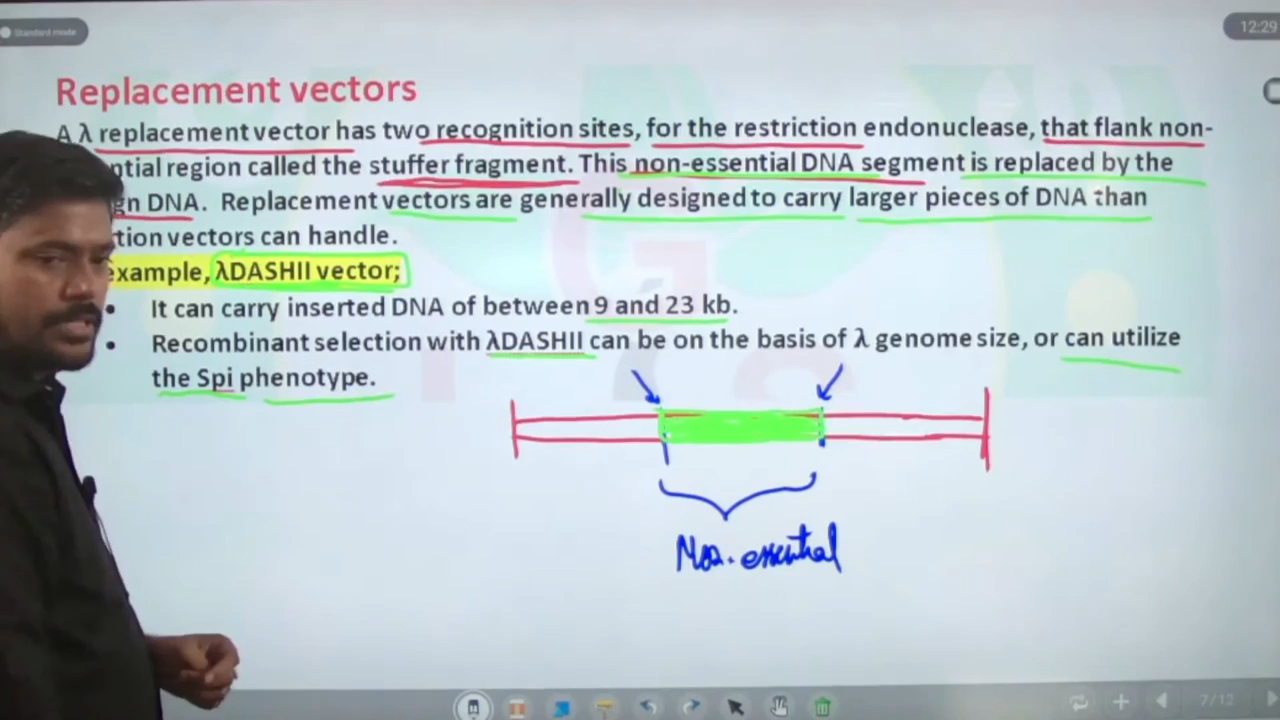 Standard mode
12:29
Replacement vectors
A λ replacement vector has two recognition sites, for the restriction endonuclease, that flank non-
ntial region called the stuffer fragment. This non-essential DNA segment is replaced by the
gn DNA. Replacement vectors are generally designed to carry larger pieces of DNA than
tion vectors can handle.
example, λDASHII vector;
• It can carry inserted DNA of between 9 and 23 kb.
• Recombinant selection with λDASHII can be on the basis of λ genome size, or can utilize
the Spi phenotype.
Non-essential
7/12